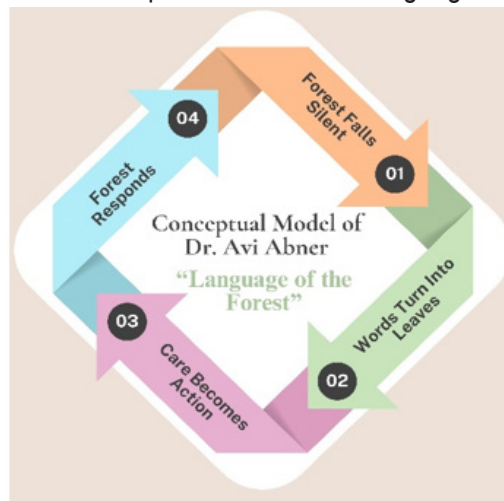 Forest Falls
Silent
01
Words Turn Into
Leaves
02
Care Becomes
Action
03
Forest
Responds
04
Conceptual Model of
Dr. Avi Abner
“Language of the
Forest”